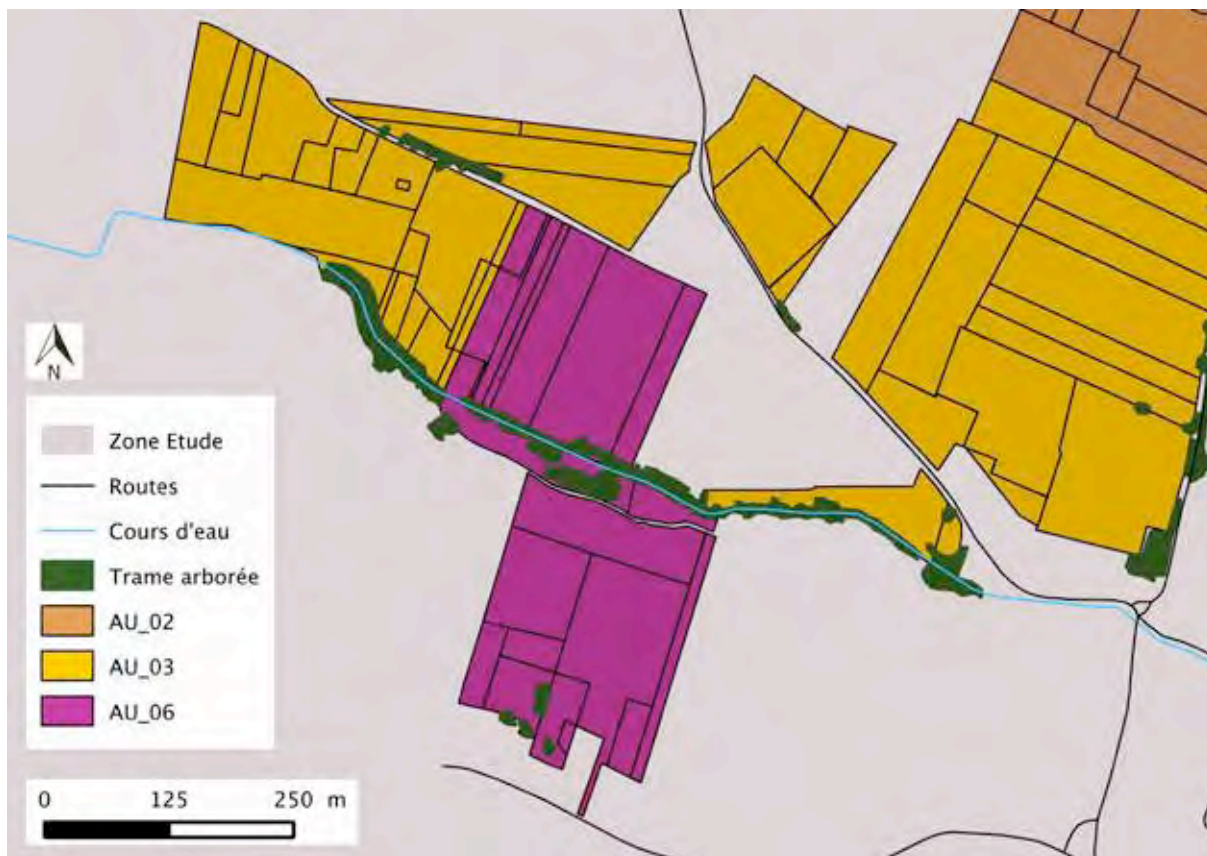 N
Zone Etude
Routes
Cours d'eau
Trame arborée
AU_02
AU_03
AU_06
0 125 250 m